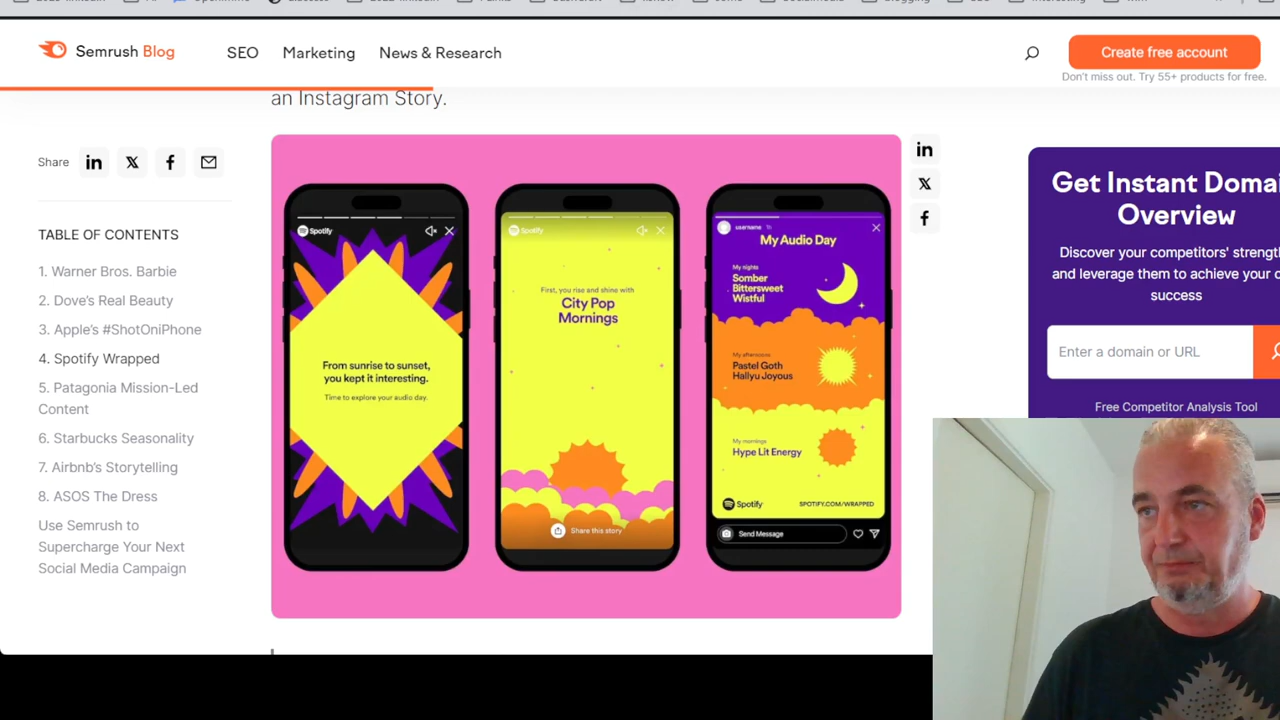 Semrush Blog
SEO
Marketing
News & Research
Create free account
Don't miss out. Try 55+ products for free.
an Instagram Story.
Share
TABLE OF CONTENTS
1. Warner Bros. Barbie
2. Dove's Real Beauty
3. Apple's #ShotOniPhone
4. Spotify Wrapped
5. Patagonia Mission-Led
Content
6. Starbucks Seasonality
7. Airbnb's Storytelling
8. ASOS The Dress
Use Semrush to
Supercharge Your Next
Social Media Campaign
Spotify
From sunrise to sunset,
you kept it interesting.
Time to explore your audio day.
Spotify
First, you rise and shine with
City Pop
Mornings
Share this story
username
My Audio Day
My nights
Somber
Bittersweet
Wistful
My afternoons
Pastel Goth
Hallyu Joyous
My mornings
Hype Lit Energy
Spotify
SPOTIFY.COM/WRAPPED
Send Message
Get Instant Domai
Overview
Discover your competitors' strength
and leverage them to achieve your o
success
Enter a domain or URL
Free Competitor Analysis Tool